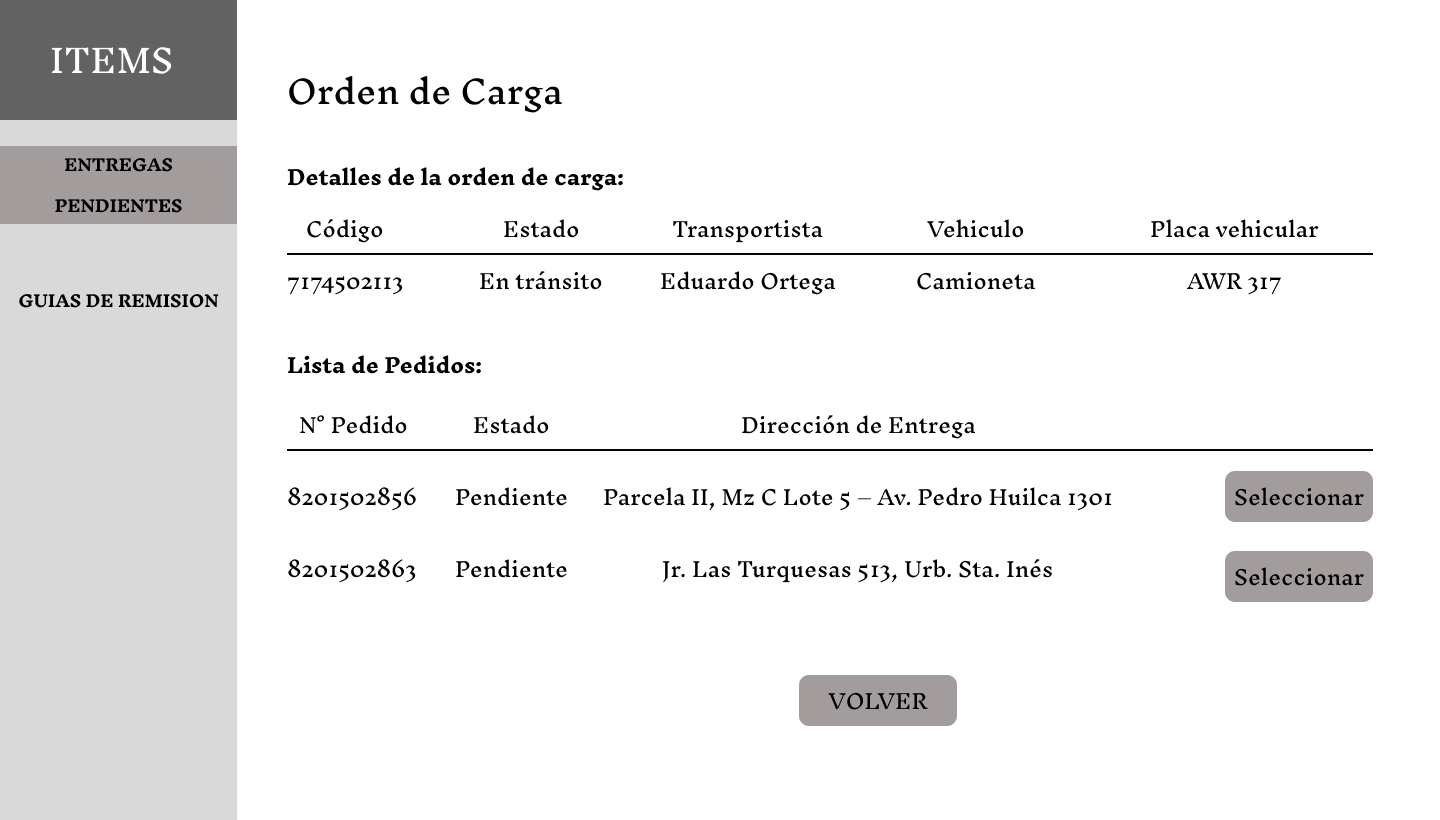 ITEMS
ENTREGAS
PENDIENTES
GUIAS DE REMISION
Orden de Carga
Detalles de la orden de carga:
Código Estado Transportista Vehiculo Placa vehicular
7174502113 En tránsito Eduardo Ortega Camioneta AWR 317
Lista de Pedidos:
N° Pedido Estado Dirección de Entrega
8201502856 Pendiente Parcela II, Mz C Lote 5 – Av. Pedro Huilca 1301 Seleccionar
8201502863 Pendiente Jr. Las Turquesas 513, Urb. Sta. Inés Seleccionar
VOLVER